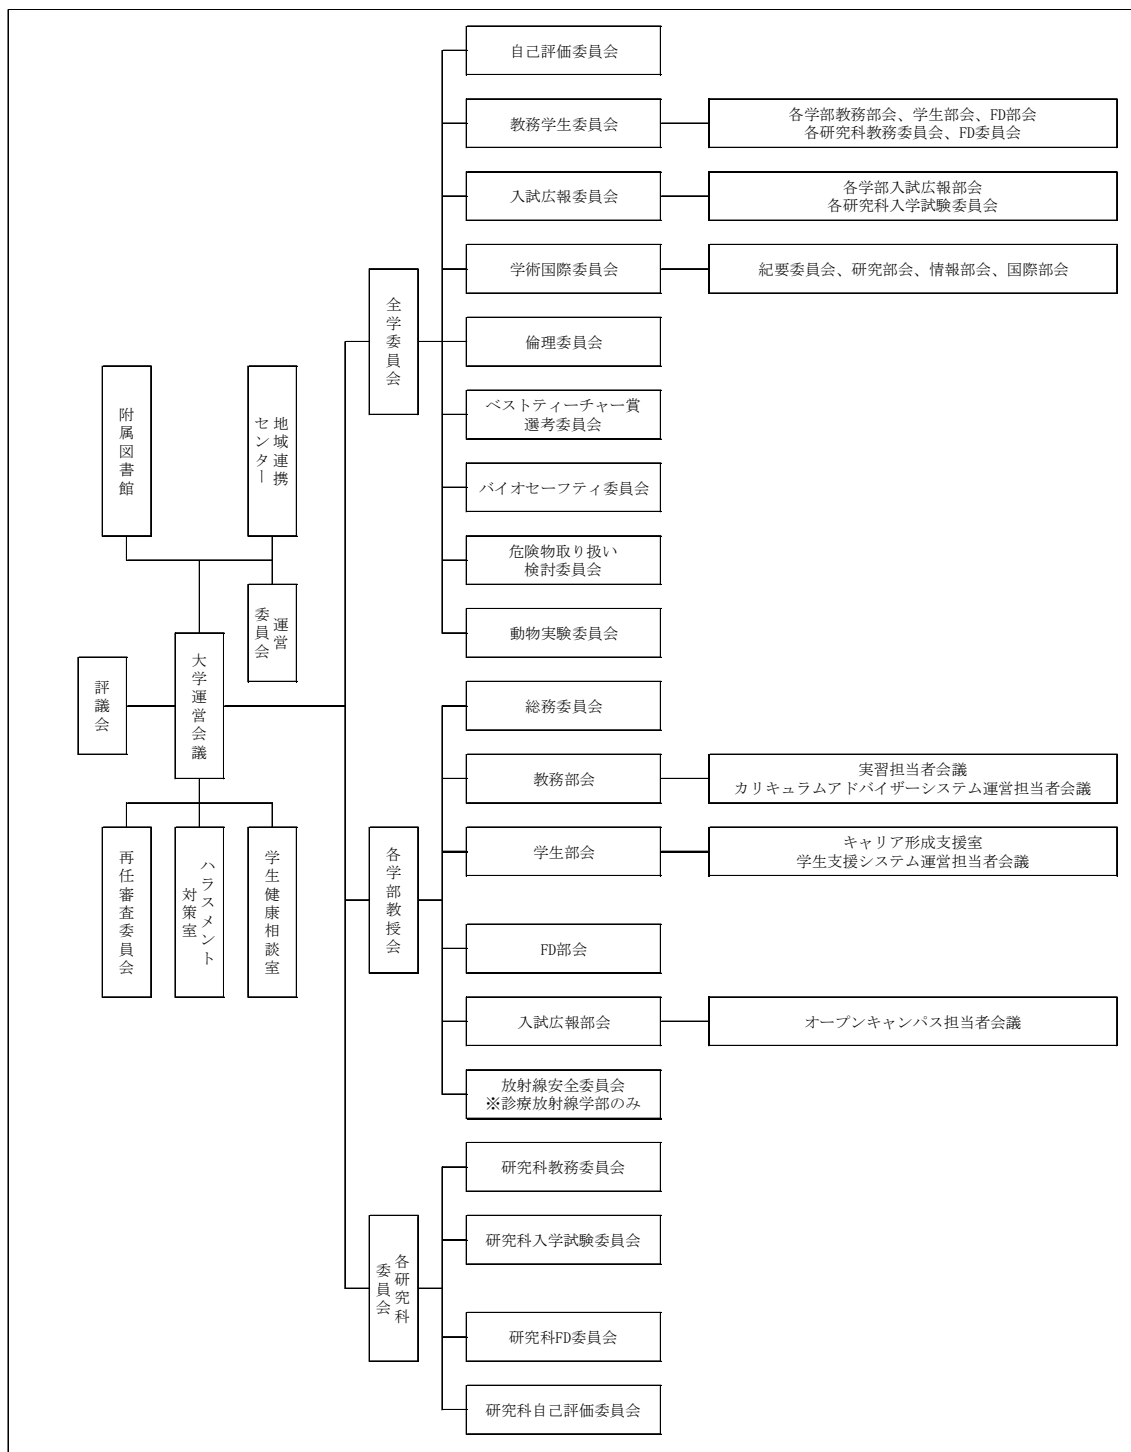 自己評価委員会
教務学生委員会
各学部教務部会、学生部会、FD部会
各研究科教務委員会、FD委員会
入試広報委員会
各学部入試広報部会
各研究科入学試験委員会
学術国際委員会
紀要委員会、研究部会、情報部会、国際部会
全学委員会
倫理委員会
附属図書館
地域連携
センター
ベストティーチャー賞
選考委員会
バイオセーフティ委員会
危険物取り扱い
検討委員会
運営
委員会
動物実験委員会
評議会
大学運営会議
総務委員会
教務部会
実習担当者会議
カリキュラムアドバイザーシステム運営担当者会議
再任審査委員会
ハラスメント
対策室
学生健康相談室
各学部教授会
学生部会
キャリア形成支援室
学生支援システム運営担当者会議
FD部会
入試広報部会
オープンキャンパス担当者会議
放射線安全委員会
※診療放射線学部のみ
研究科教務委員会
各研究科
委員会
研究科入学試験委員会
研究科FD委員会
研究科自己評価委員会